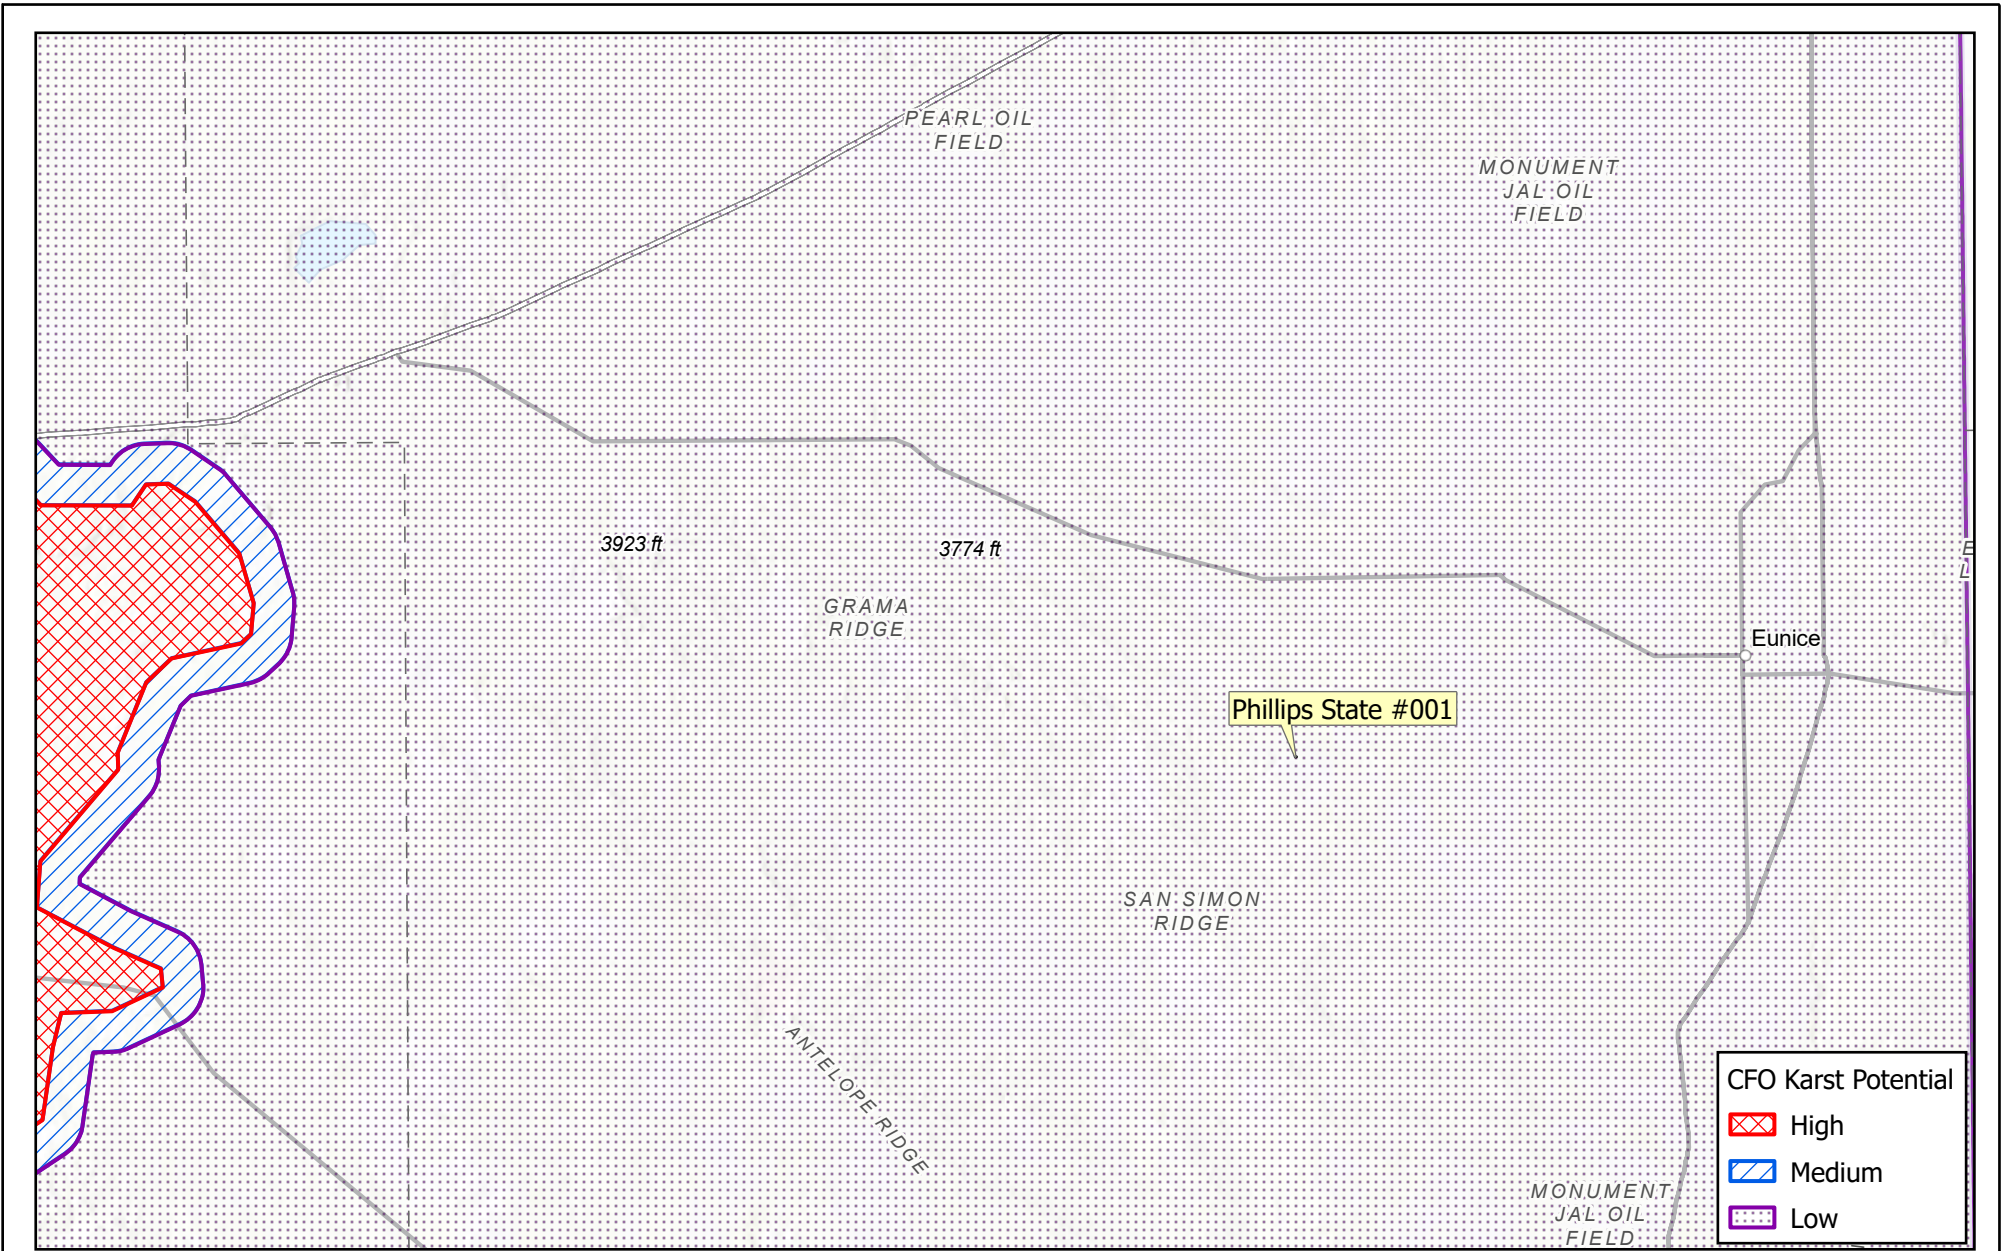 PEARL OIL
FIELD
MONUMENT
JAL OIL
FIELD
3923 ft
3774 ft
E
L
GRAMA
RIDGE
Eunice
Phillips State #001
SAN SIMON
RIDGE
ANTELOPE RIDGE
MONUMENT
JAL OIL
FIELD
CFO Karst Potential
High
Medium
Low